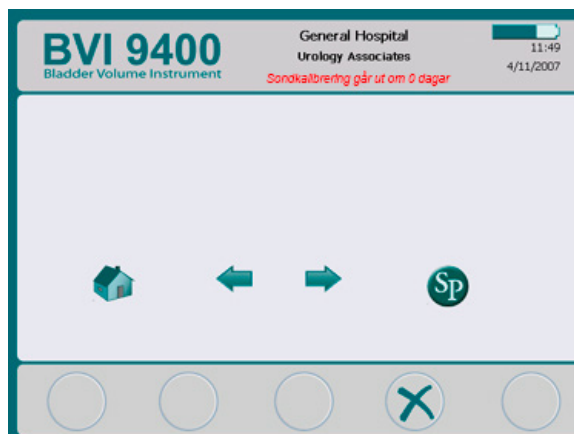 BVI 9400
Bladder Volume Instrument
General Hospital
Urology Associates
Sondkalibrering går ut om 0 dagar
11:49
4/11/2007
SP